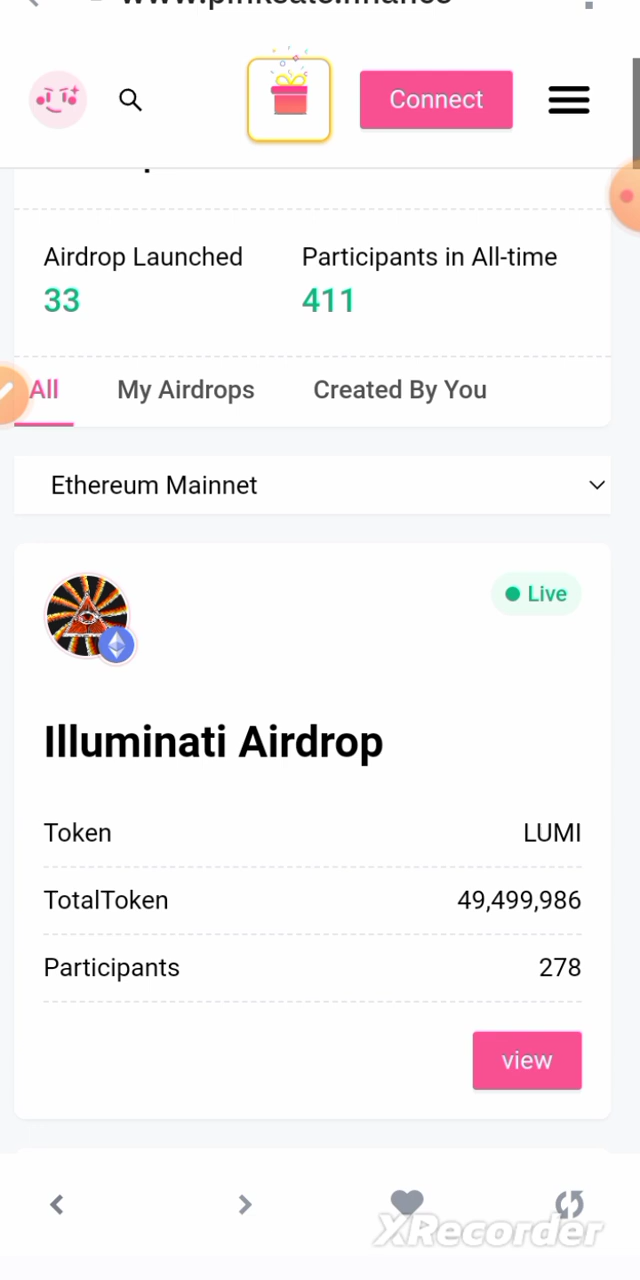 Connect
Airdrop Launched Participants in All-time
33 411
All My Airdrops Created By You
Ethereum Mainnet
Live
Illuminati Airdrop
Token LUMI
TotalToken 49,499,986
Participants 278
view
XRecorder